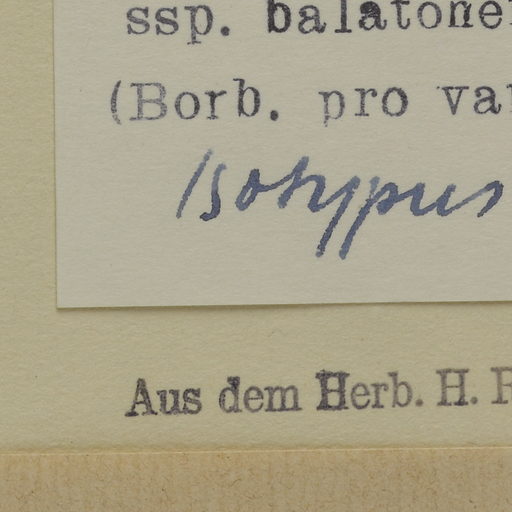 ssp. balatone
(Borb. pro va
Isotypus
Aus dem Herb. H.